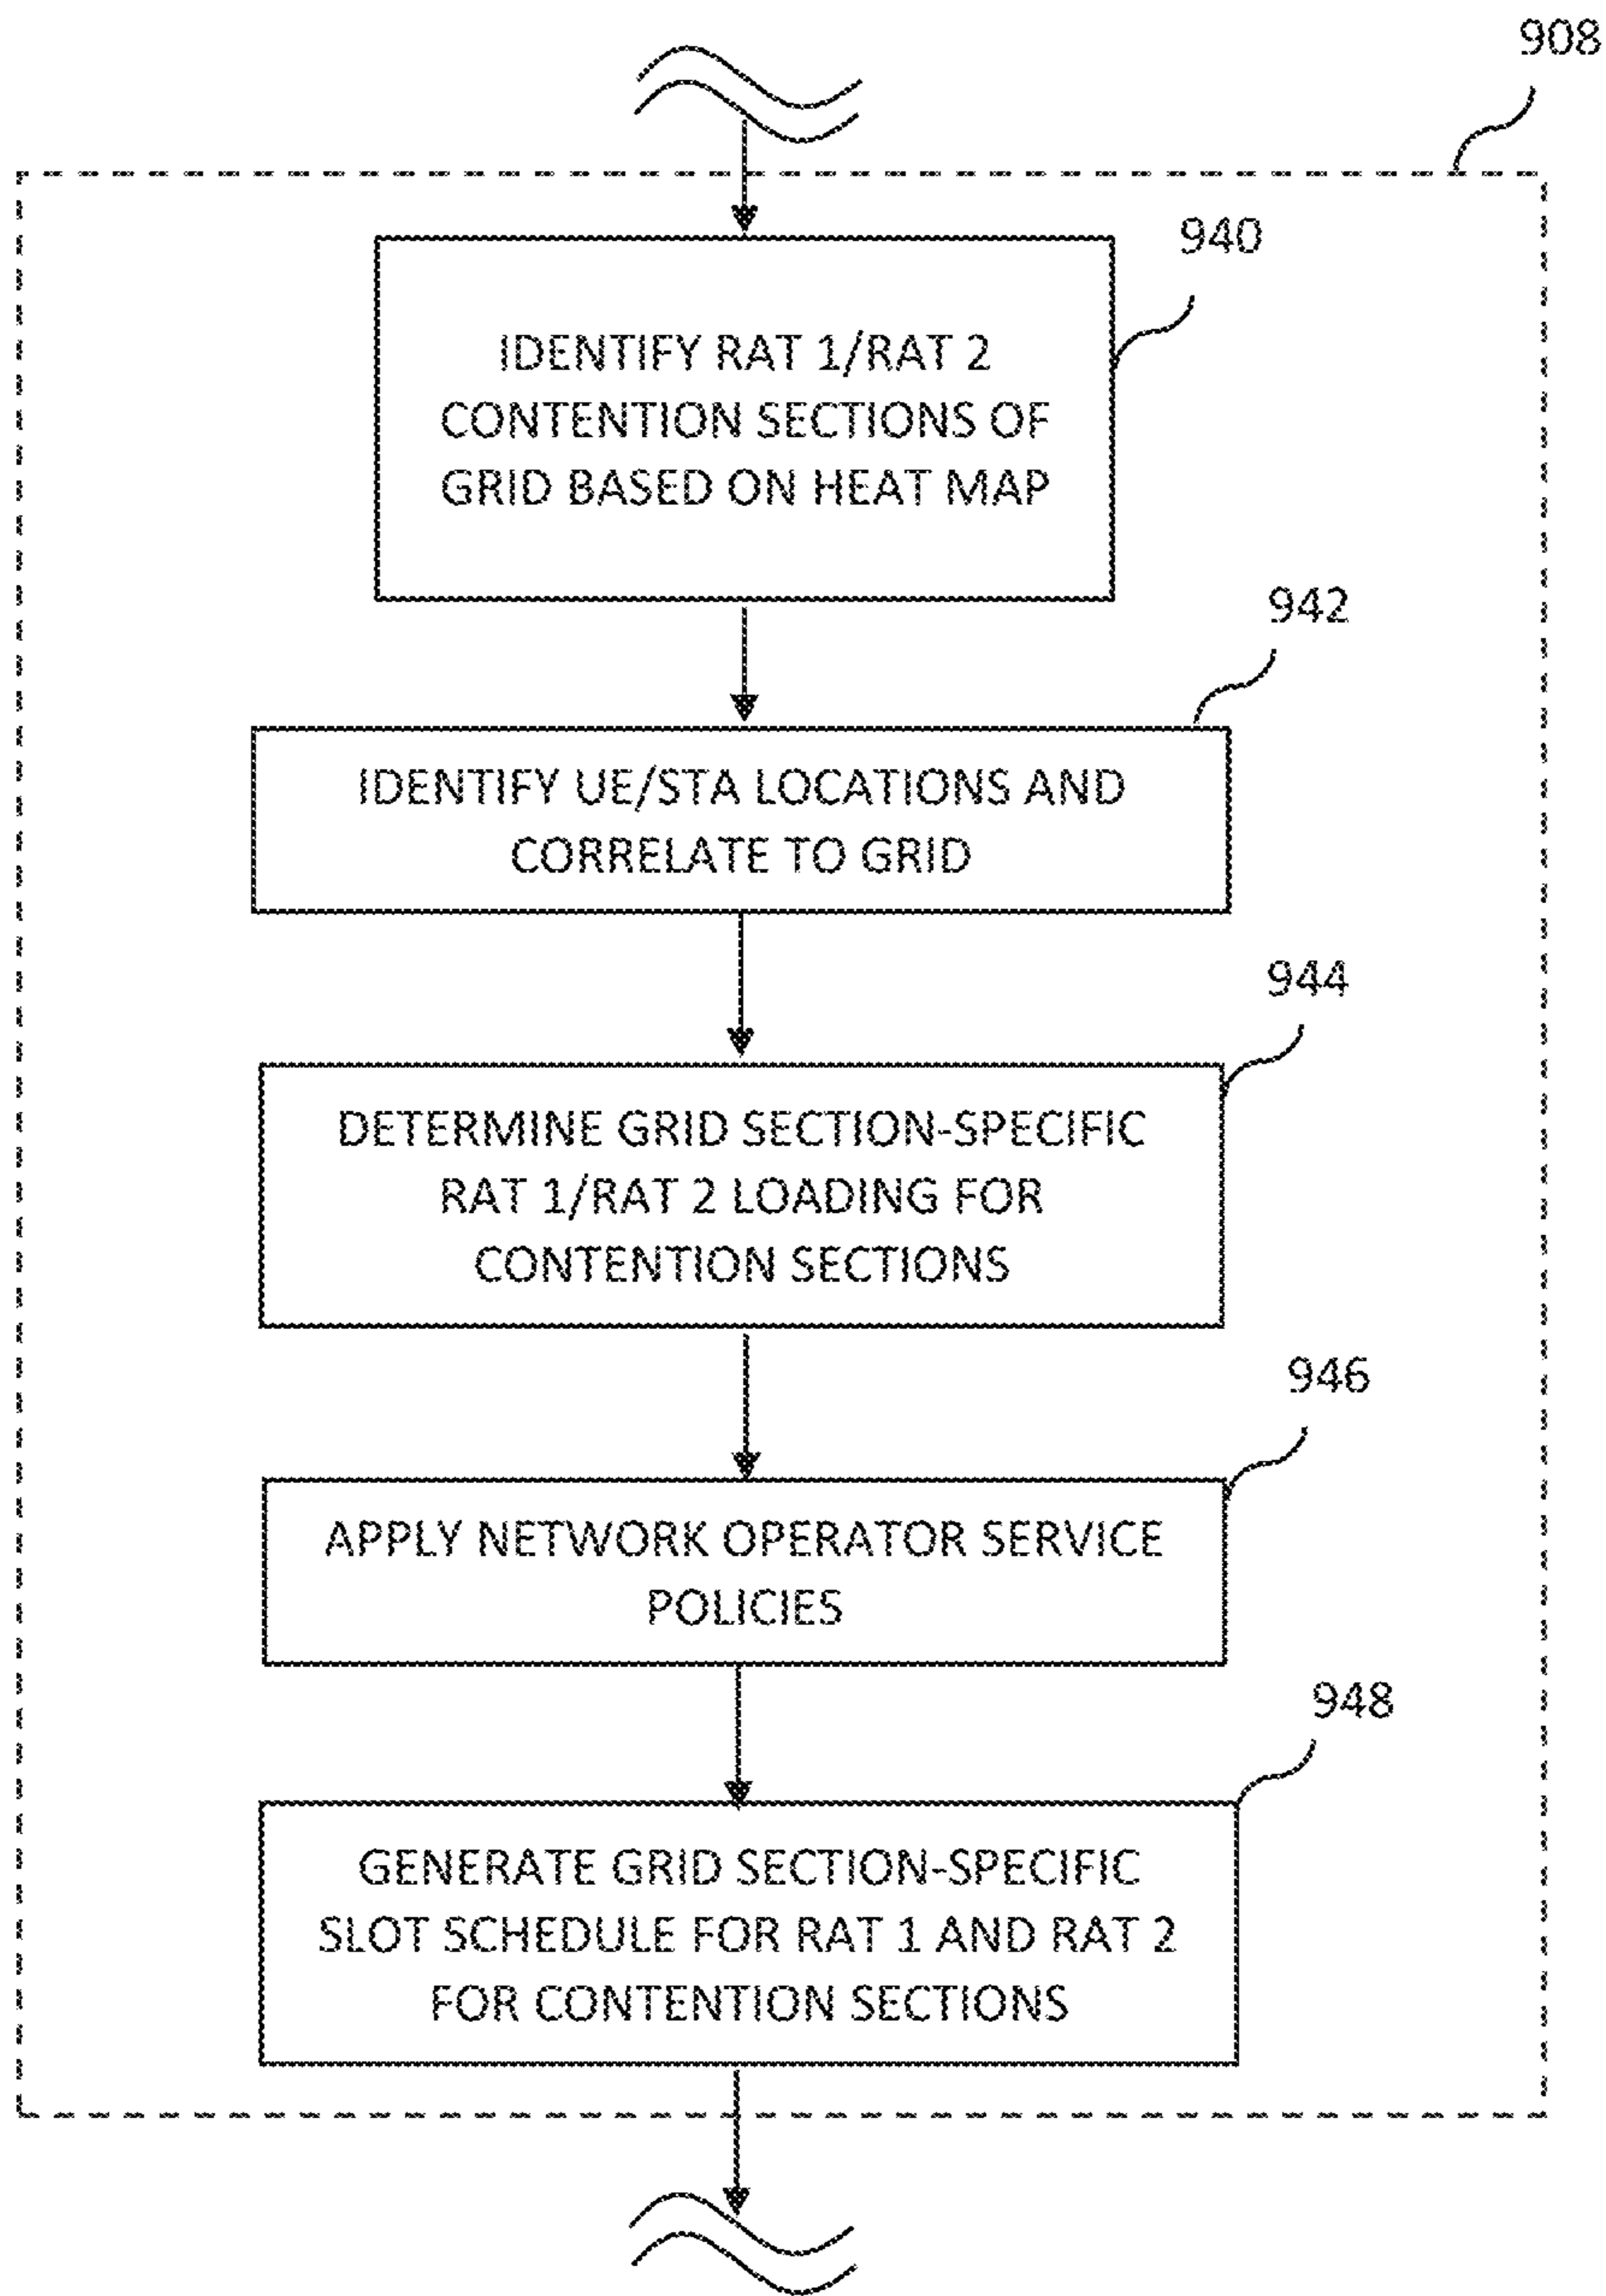 908
940
IDENTIFY RAT 1/RAT 2
CONTENTION SECTIONS OF
GRID BASED ON HEAT MAP
942
IDENTIFY UE/STA LOCATIONS AND
CORRELATE TO GRID
944
DETERMINE GRID SECTION-SPECIFIC
RAT 1/RAT 2 LOADING FOR
CONTENTION SECTIONS
946
APPLY NETWORK OPERATOR SERVICE
POLICIES
948
GENERATE GRID SECTION-SPECIFIC
SLOT SCHEDULE FOR RAT 1 AND RAT 2
FOR CONTENTION SECTIONS